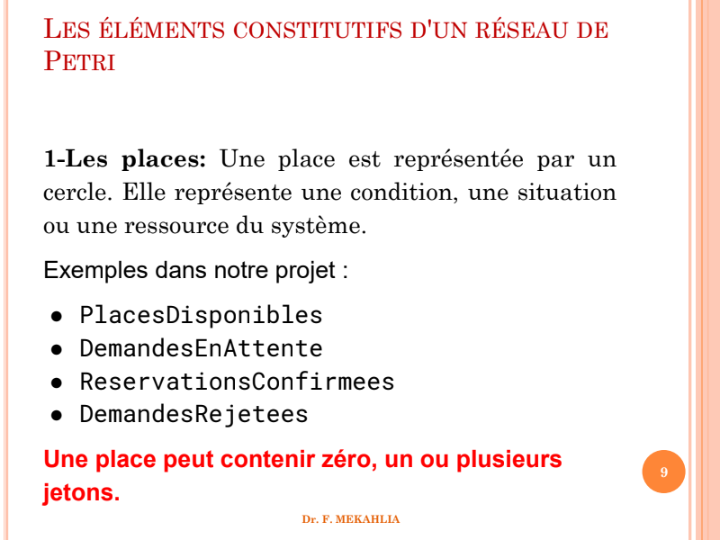 LES ÉLÉMENTS CONSTITUTIFS D'UN RÉSEAU DE
PETRI
1-Les places: Une place est représentée par un
cercle. Elle représente une condition, une situation
ou une ressource du système.
Exemples dans notre projet :
● PlacesDisponibles
● DemandesEnAttente
● ReservationsConfirmees
● DemandesRejetees
Une place peut contenir zéro, un ou plusieurs
jetons.
9
Dr. F. MEKAHLIA